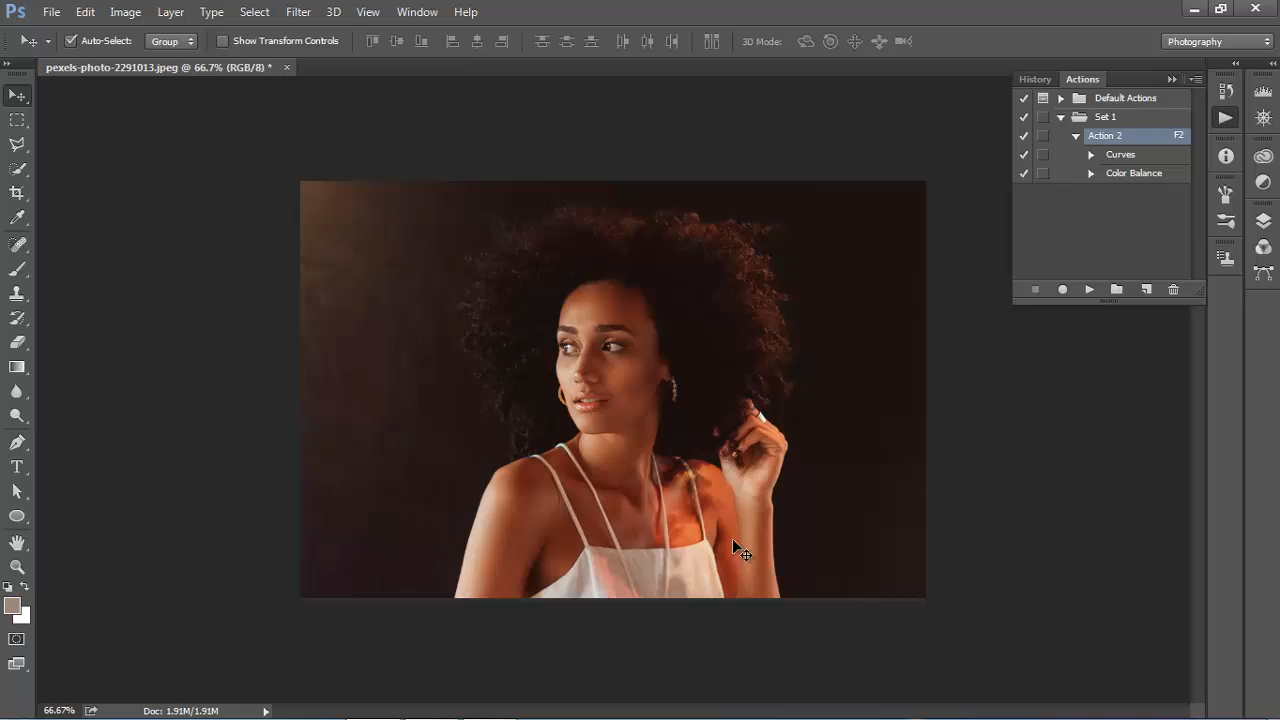 Ps File Edit Image Layer Type Select Filter 3D View Window Help
Auto-Select: Group Show Transform Controls 3D Mode: Photography
pexels-photo-2291013.jpeg @ 66.7% (RGB/8) * ×
History Actions
Default Actions
Set 1
Action 2 F2
Curves
Color Balance
T
66.67% Doc: 1.91M/1.91M